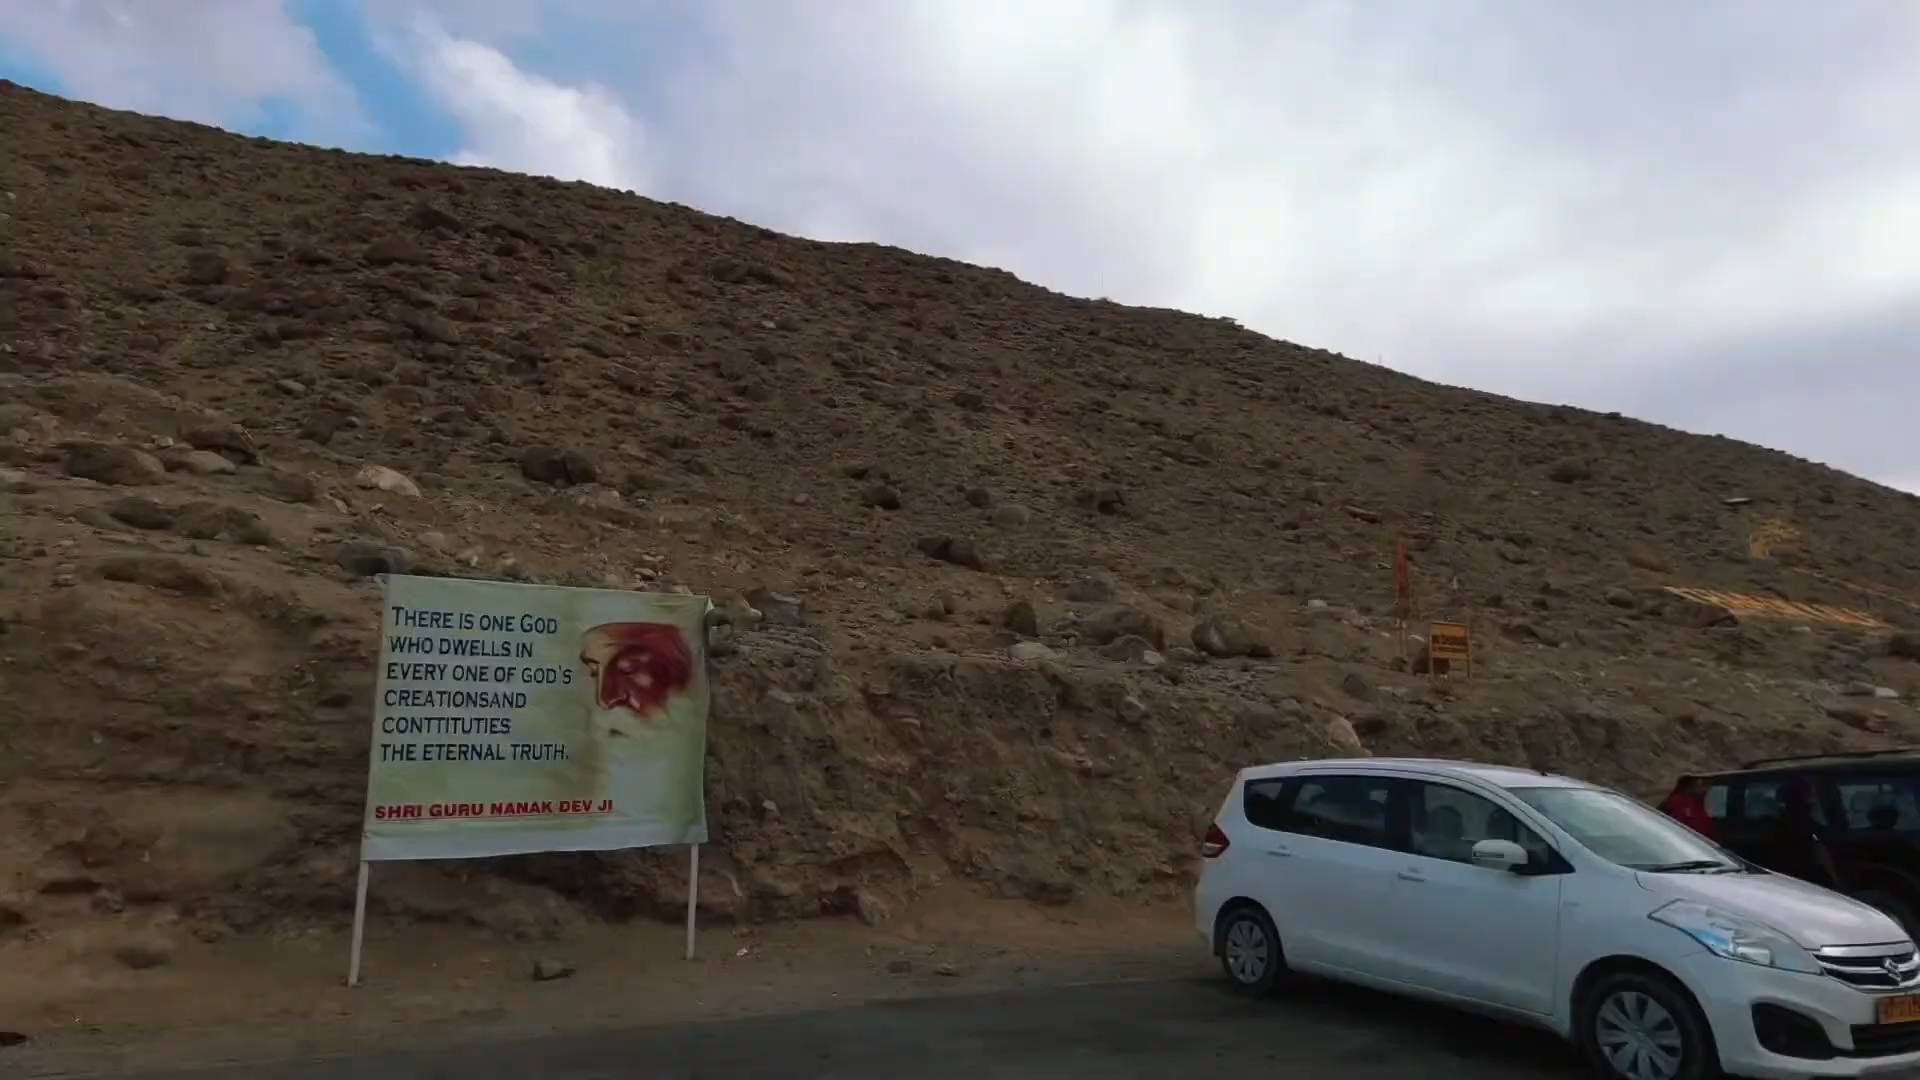 THERE IS ONE GOD
WHO DWELLS IN
EVERY ONE OF GOD'S
CREATIONSAND
CONTTITUTIES
THE ETERNAL TRUTH.
SHRI GURU NANAK DEV JI